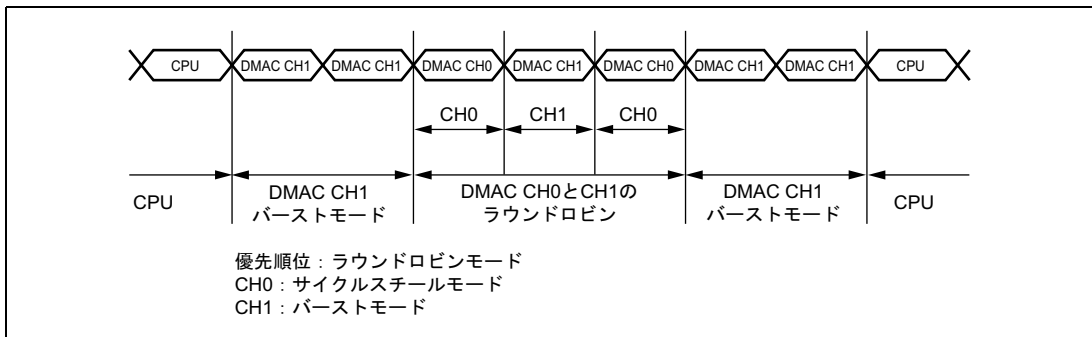 CPU DMAC CH1 DMAC CH1 DMAC CH0 DMAC CH1 DMAC CH0 DMAC CH1 DMAC CH1 CPU
CH0 CH1 CH0
CPU DMAC CH1 DMAC CH0とCH1の DMAC CH1 CPU
バーストモード ラウンドロビン バーストモード
優先順位：ラウンドロビンモード
CH0：サイクルスチールモード
CH1：バーストモード